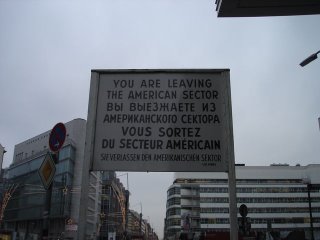 YOU ARE LEAVING
THE AMERICAN SECTOR
ВЫ ВЫЕЗЖАЕТЕ ИЗ
АМЕРИКАНСКОГО СЕКТОРА
VOUS SORTEZ
DU SECTEUR AMÉRICAIN
SIE VERLASSEN DEN AMERIKANISCHEN SEKTOR